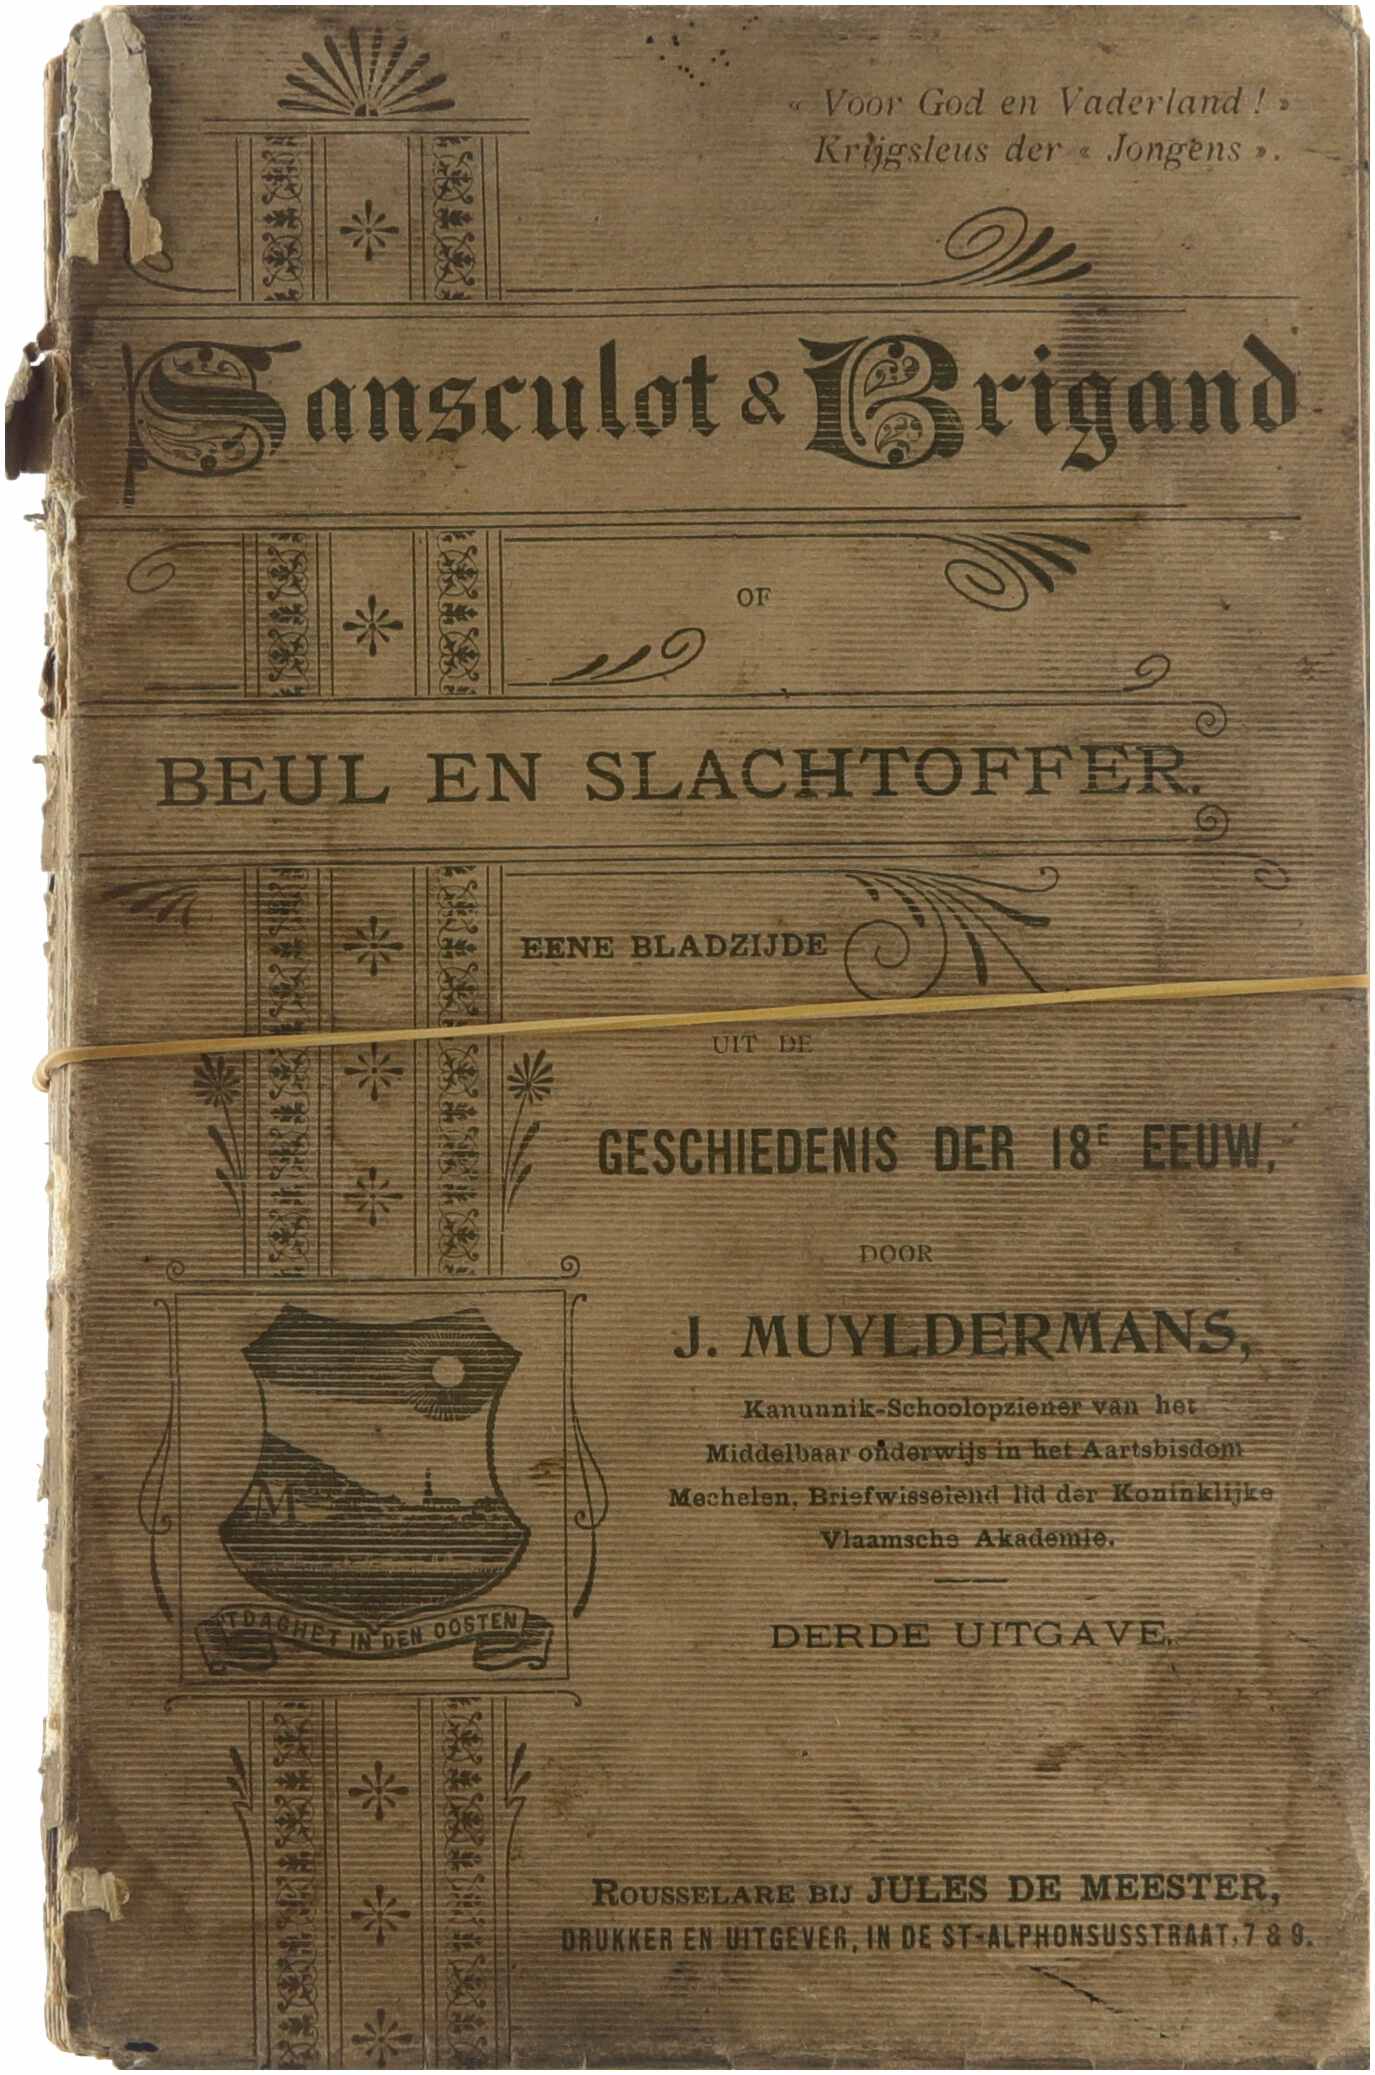 « Voor God en Vaderland ! »
Krijgsleus der « Jongens ».
Sansculot & Brigand
OF
BEUL EN SLACHTOFFER.
EENE BLADZIJDE
UIT DE
GESCHIEDENIS DER 18E EEUW,
DOOR
J. MUYLDERMANS,
Kanunnik-Schoolopziener van het
Middelbaar onderwijs in het Aartsbisdom
Mechelen, Briefwisselend lid der Koninklijke
Vlaamsche Akademie.
M
'T DAGHET IN DEN OOSTEN
DERDE UITGAVE.
ROUSSELARE BIJ JULES DE MEESTER,
DRUKKER EN UITGEVER, IN DE ST-ALPHONSUSSTRAAT, 7 & 9.